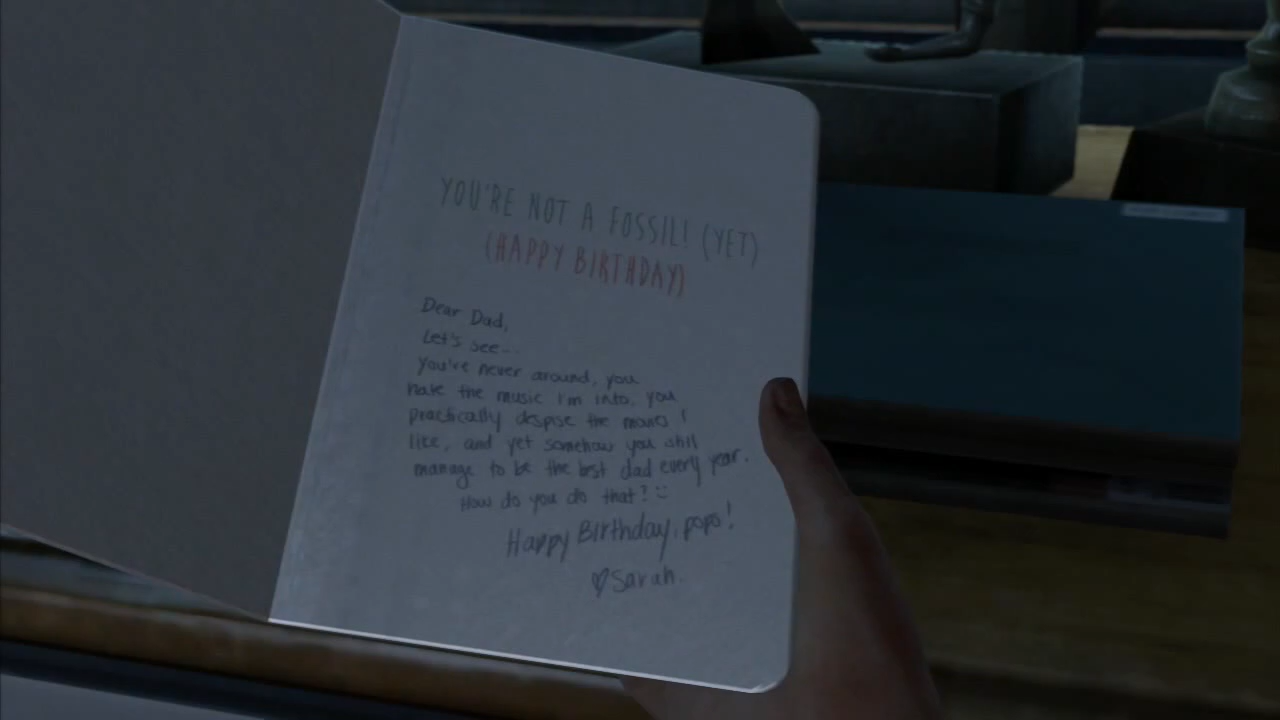 YOU'RE NOT A FOSSIL! (YET)
(HAPPY BIRTHDAY)
Dear Dad,
Let's see...
You're never around, you
hate the music I'm into, you
practically despise the movies I
like, and yet somehow you still
manage to be the best dad every year.
How do you do that? :)
Happy Birthday, papa!
♡Sarah.